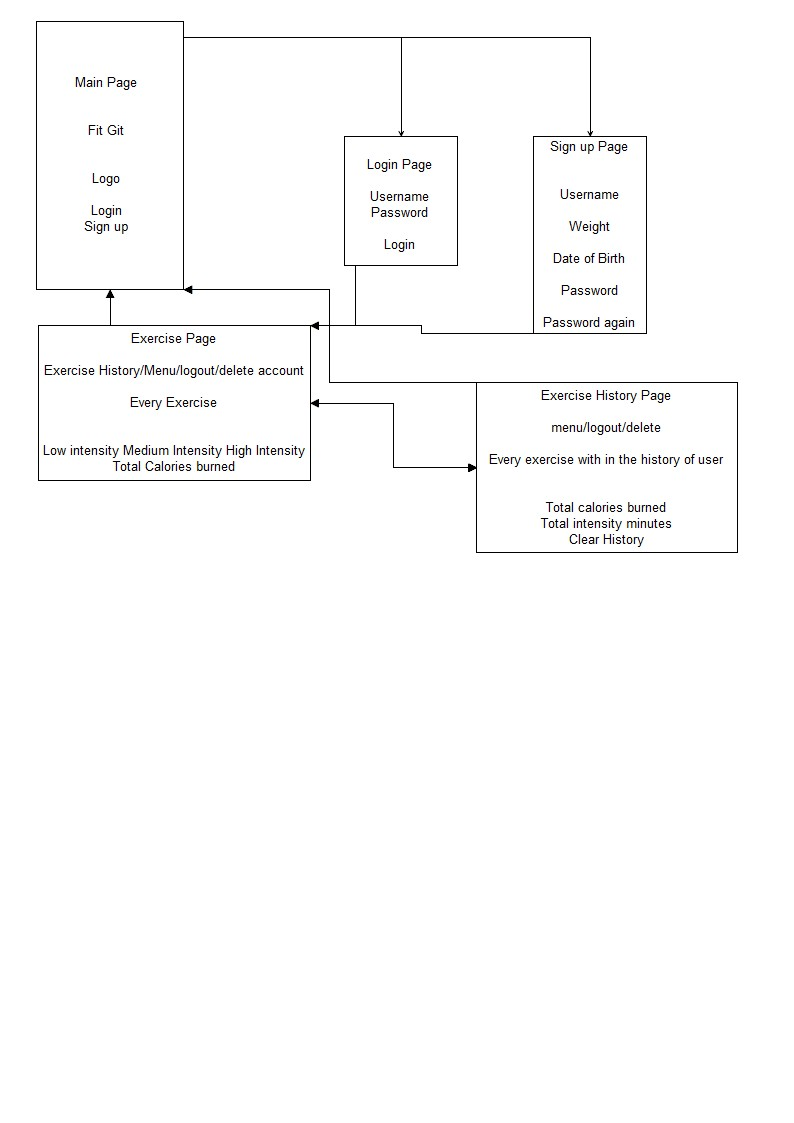 Main Page
Fit Git
Logo
Login
Sign up
Login Page
Username
Password
Login
Sign up Page
Username
Weight
Date of Birth
Password
Password again
Exercise Page
Exercise History/Menu/logout/delete account
Every Exercise
Low intensity Medium Intensity High Intensity
Total Calories burned
Exercise History Page
menu/logout/delete
Every exercise with in the history of user
Total calories burned
Total intensity minutes
Clear History